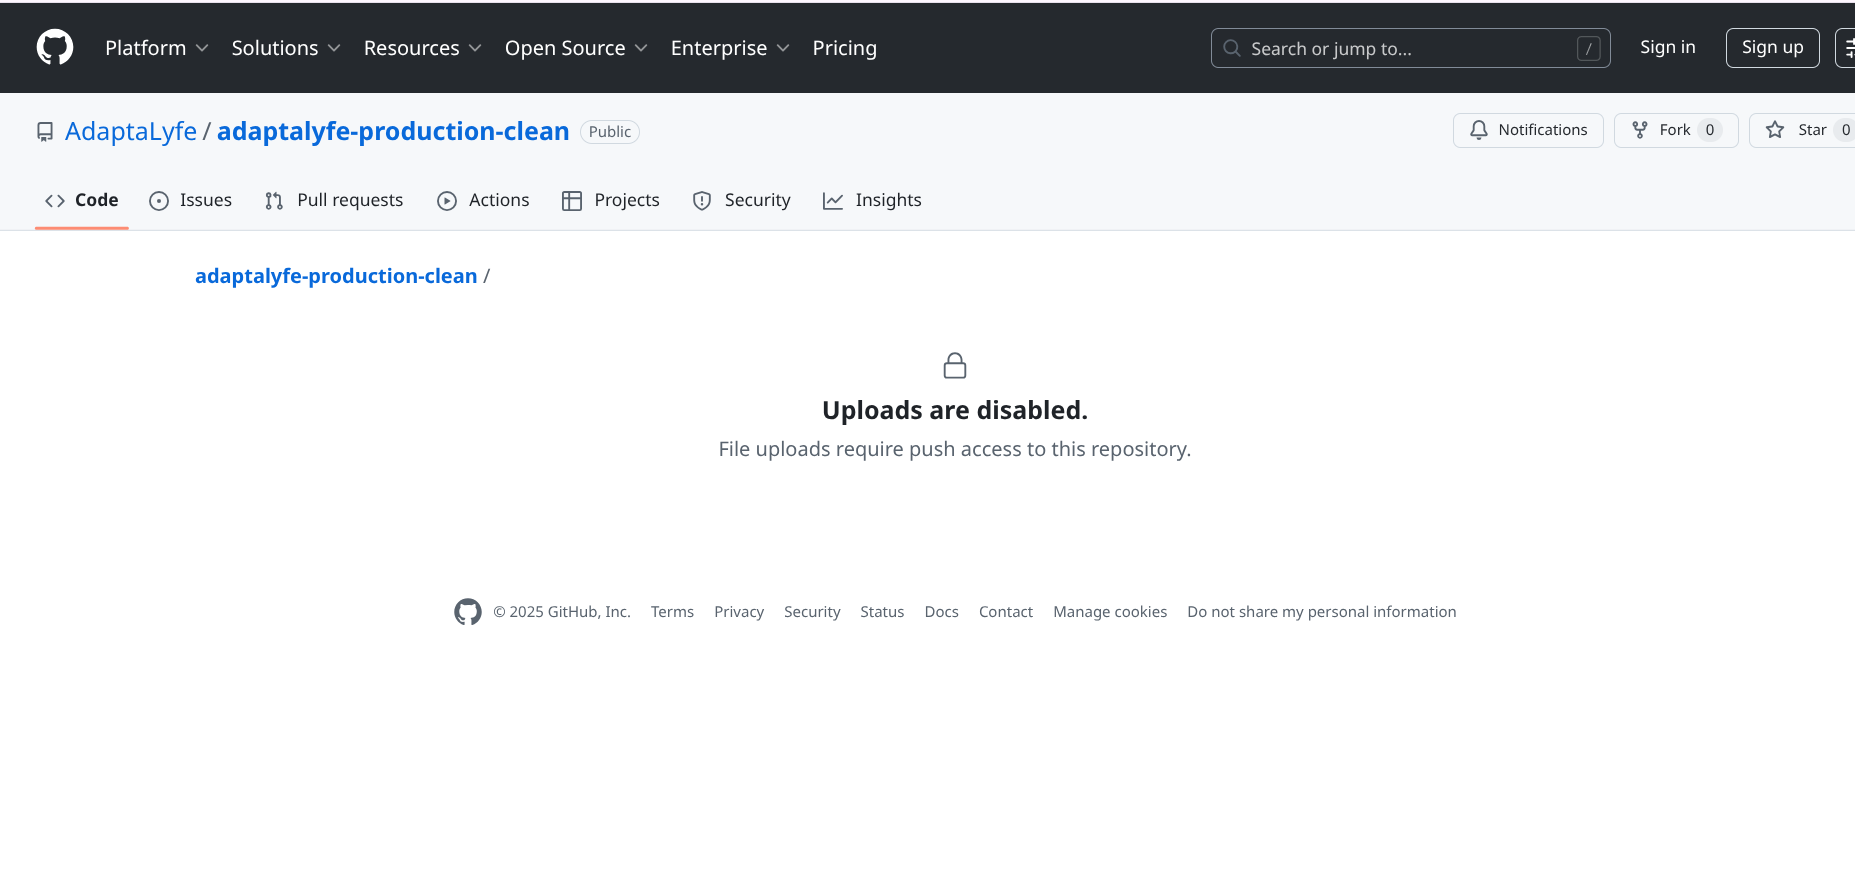 Platform Solutions Resources Open Source Enterprise Pricing Search or jump to... / Sign in Sign up
AdaptaLyfe / adaptalyfe-production-clean Public Notifications Fork 0 Star 0
Code Issues Pull requests Actions Projects Security Insights
adaptalyfe-production-clean /
Uploads are disabled.
File uploads require push access to this repository.
© 2025 GitHub, Inc. Terms Privacy Security Status Docs Contact Manage cookies Do not share my personal information